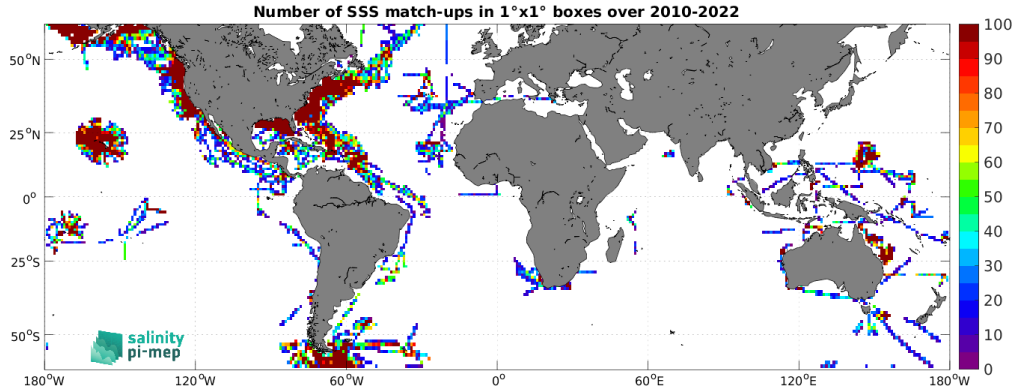 Number of SSS match-ups in 1°x1° boxes over 2010-2022
50°N
25°N
0°
25°S
50°S
180°W 120°W 60°W 0° 60°E 120°E 180°W
100
90
80
70
60
50
40
30
20
10
0
salinity
pi-mep